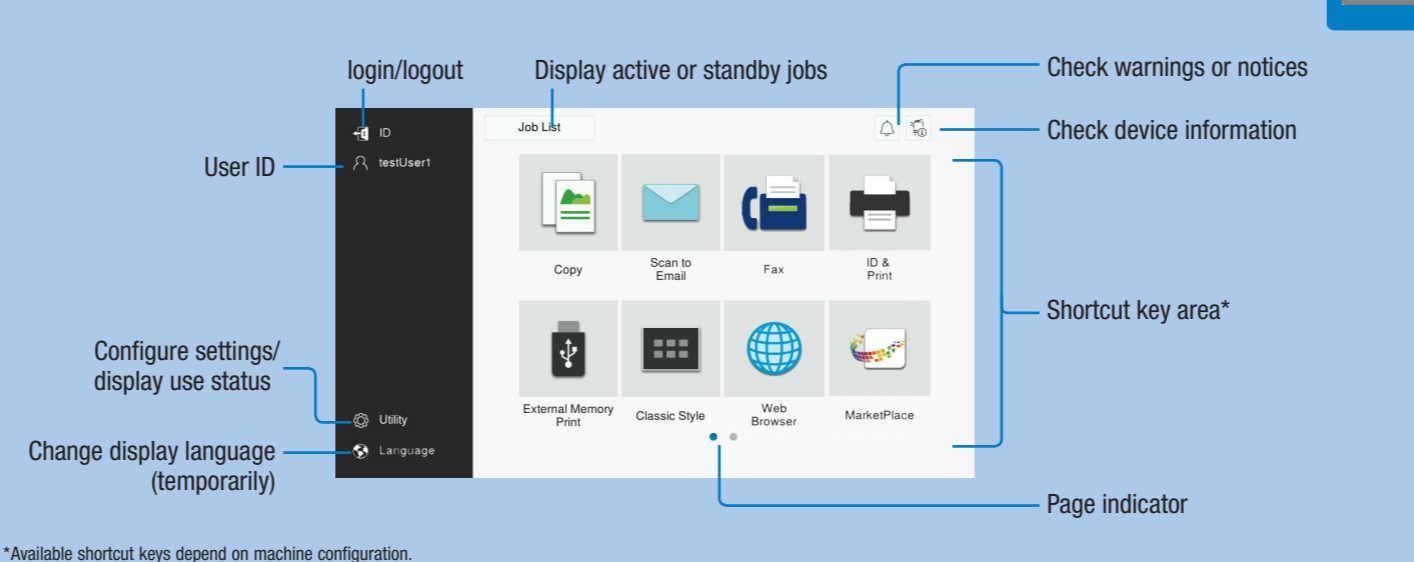 login/logout
Display active or standby jobs
Check warnings or notices
ID
Job List
Check device information
User ID
testUser1
Copy
Scan to
Email
Fax
ID &
Print
Shortcut key area*
Configure settings/
display use status
External Memory
Print
Classic Style
Web
Browser
MarketPlace
Utility
Change display language
(temporarily)
Language
Page indicator
*Available shortcut keys depend on machine configuration.